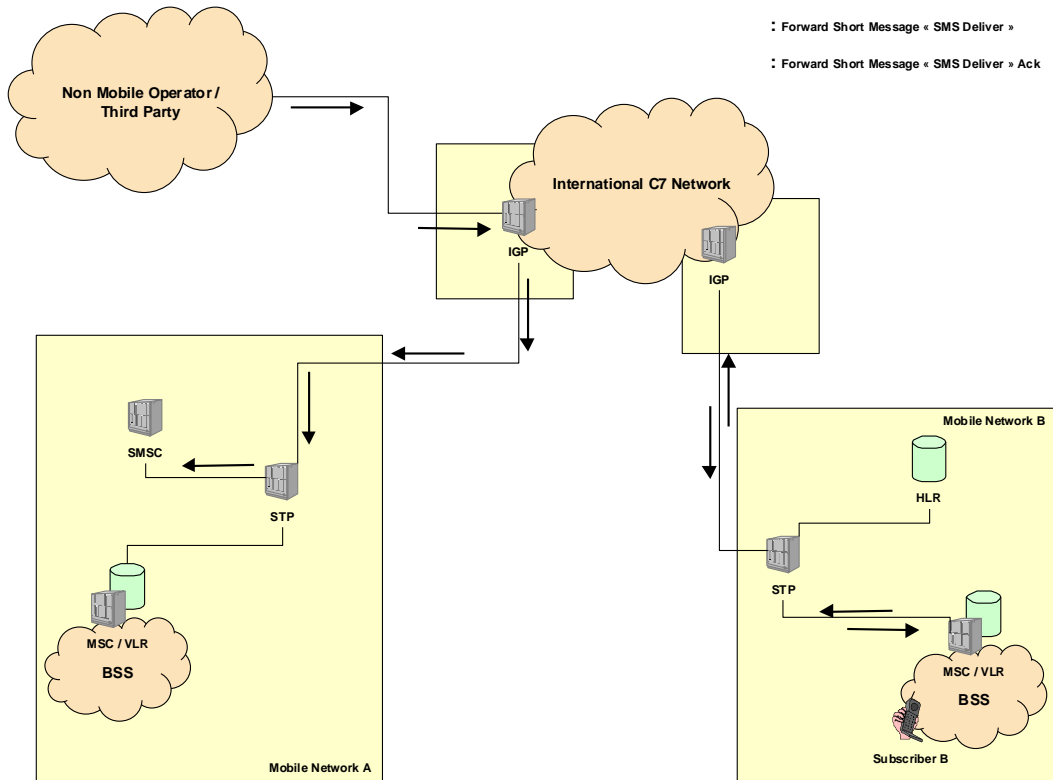 : Forward Short Message « SMS Deliver »
: Forward Short Message « SMS Deliver » Ack
Non Mobile Operator /
Third Party
International C7 Network
IGP
IGP
SMSC
STP
MSC / VLR
BSS
Mobile Network A
Mobile Network B
HLR
STP
MSC / VLR
BSS
Subscriber B